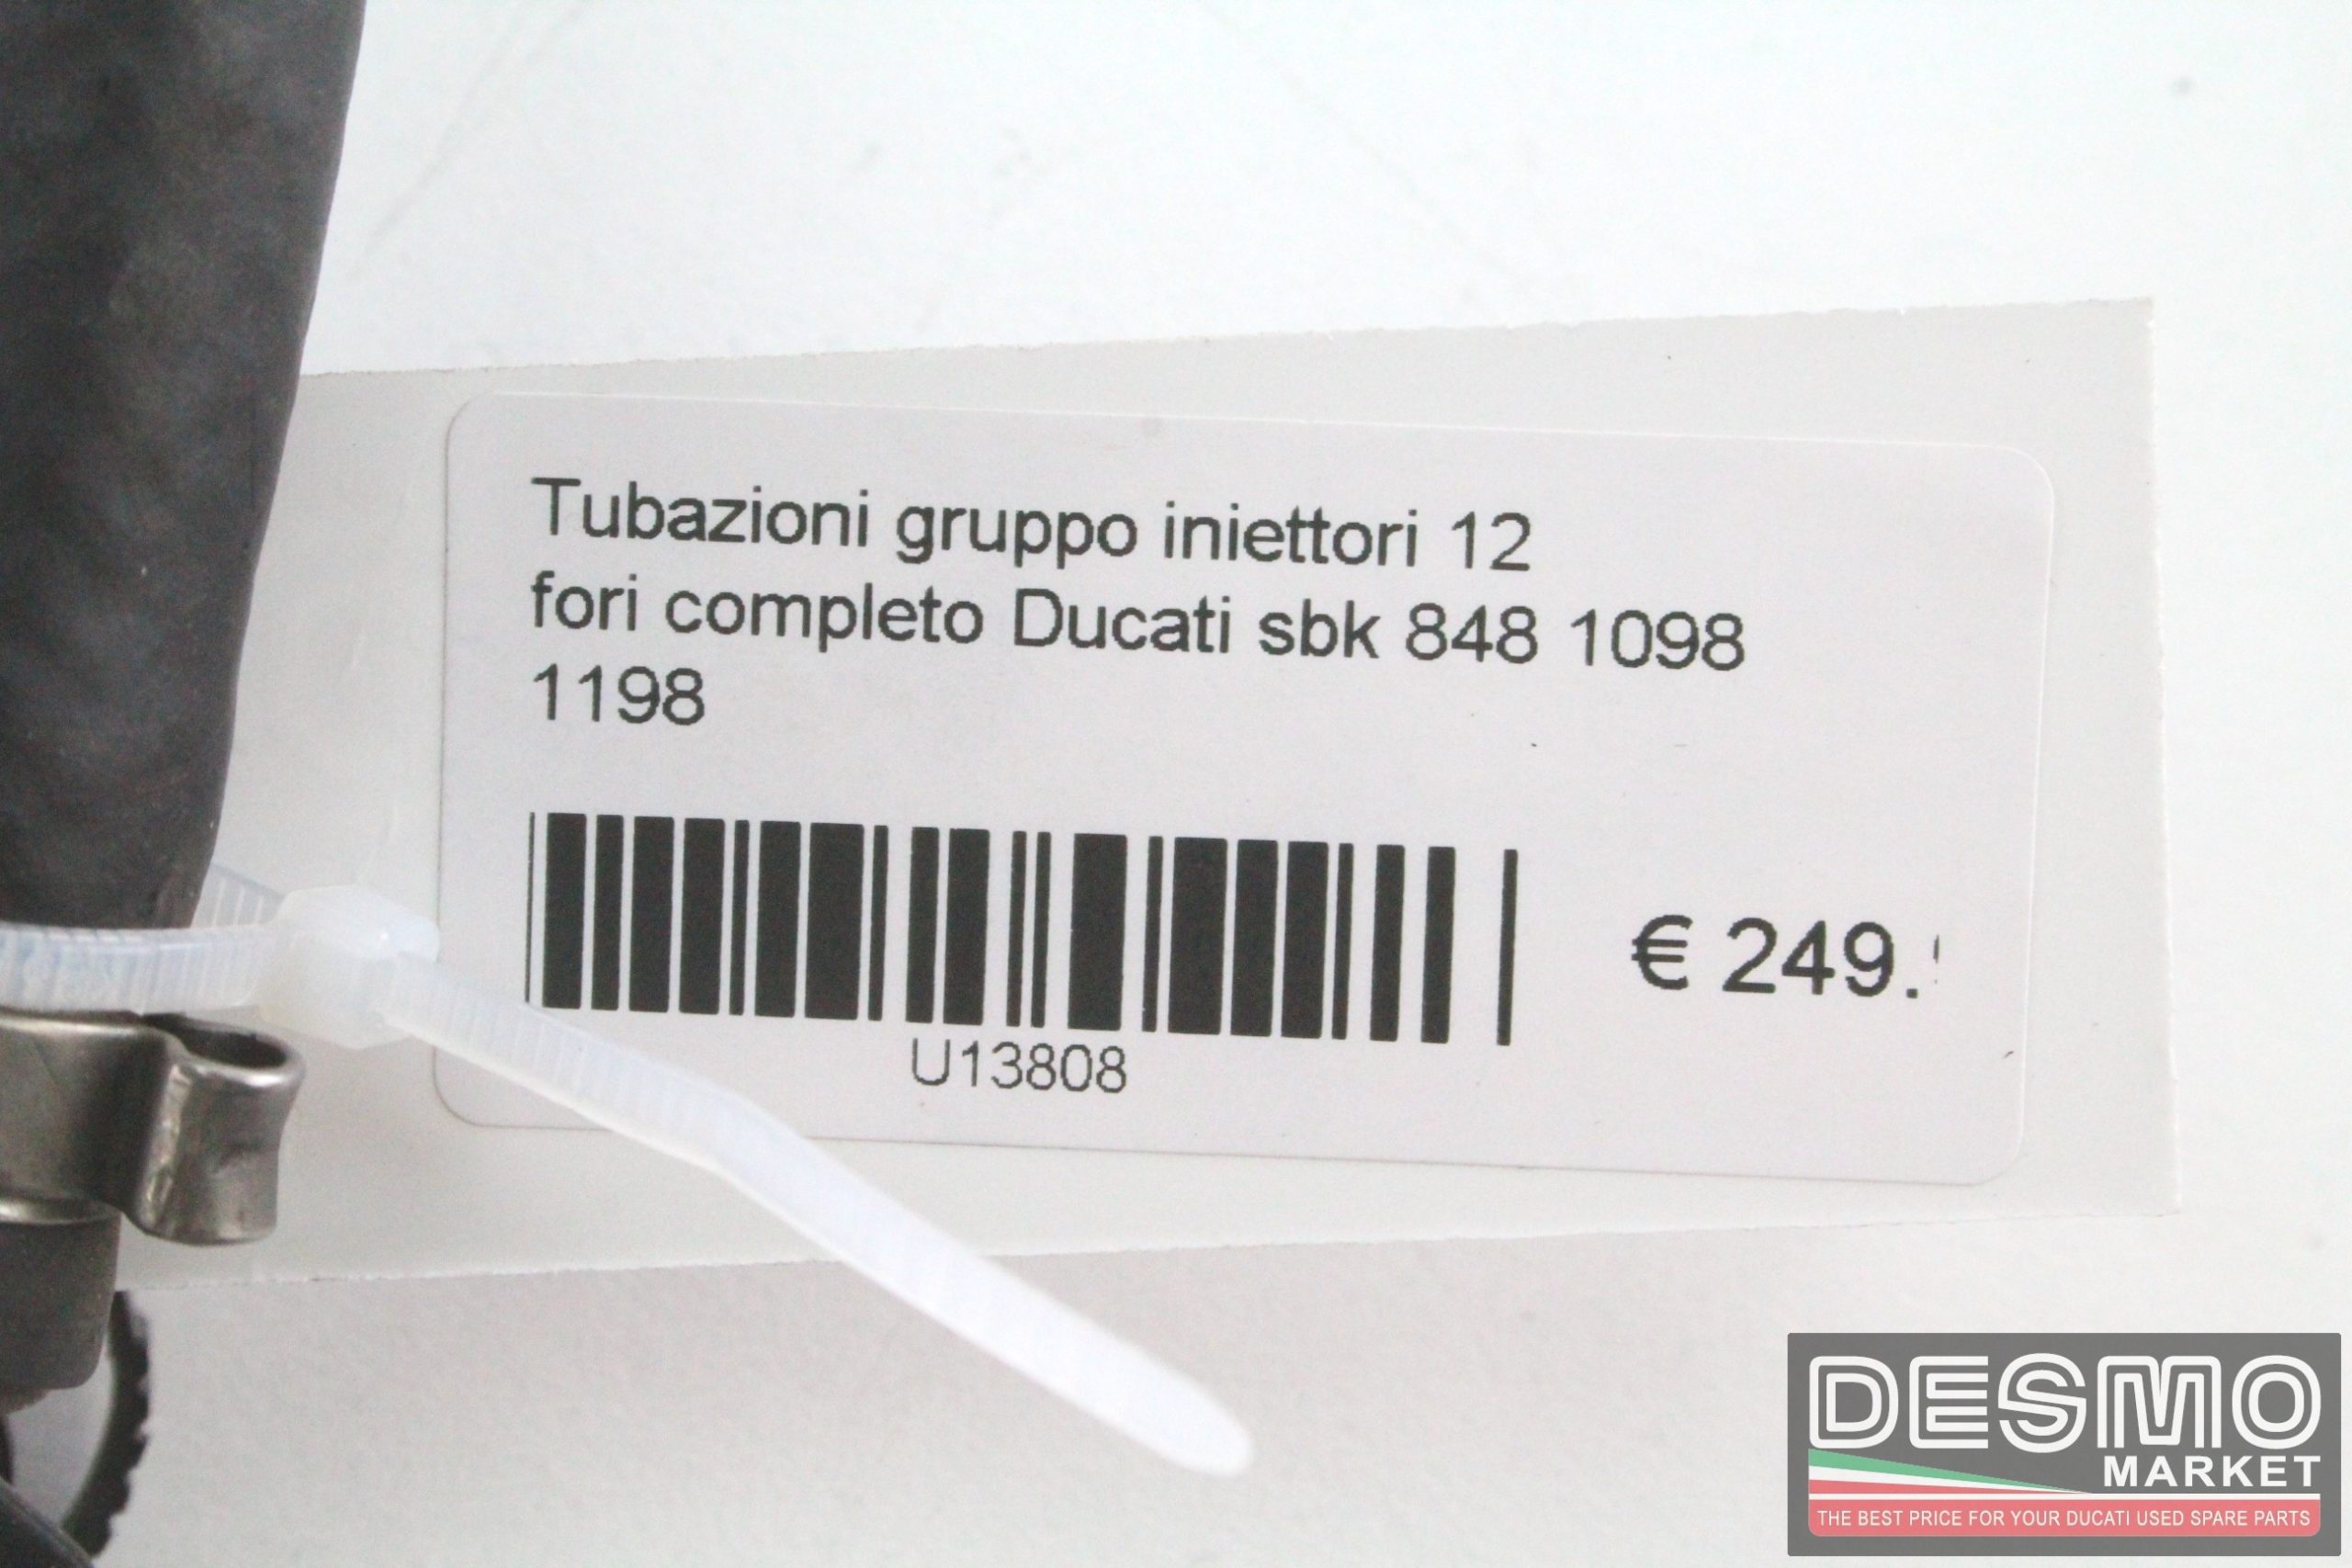 Tubazioni gruppo iniettori 12
fori completo Ducati sbk 848 1098
1198
€ 249.
U13808
DESMO
MARKET
THE BEST PRICE FOR YOUR DUCATI USED SPARE PARTS